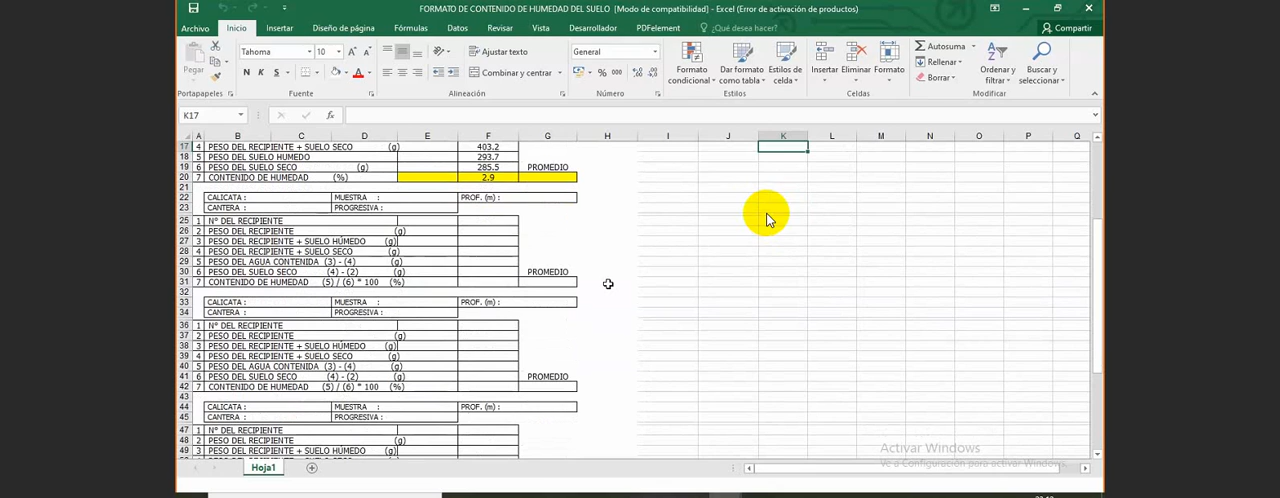 FORMATO DE CONTENIDO DE HUMEDAD DEL SUELO [Modo de compatibilidad] - Excel (Error de activación de productos)
Archivo Inicio Insertar Diseño de página Fórmulas Datos Revisar Vista Desarrollador PDFelement ¿Qué desea hacer? Compartir
Tahoma 10 Ajustar texto General Autosuma
Pegar N K S Combinar y centrar % 000 Formato condicional Dar formato como tabla Estilos de celda Insertar Eliminar Formato Rellenar Borrar Ordenar y filtrar Buscar y seleccionar
Portapapeles Fuente Alineación Número Estilos Celdas Modificar
K17 fx
A B C D E F G H I J K L M N O P Q
17 4 PESO DEL RECIPIENTE + SUELO SECO (g) 403.2
18 5 PESO DEL SUELO HUMEDO 293.7
19 6 PESO DEL SUELO SECO (g) 285.5 PROMEDIO
20 7 CONTENIDO DE HUMEDAD (%) 2.9
21
22 CALICATA : MUESTRA : PROF. (m) :
23 CANTERA : PROGRESIVA :
25 1 N° DEL RECIPIENTE
26 2 PESO DEL RECIPIENTE (g)
27 3 PESO DEL RECIPIENTE + SUELO HÚMEDO (g)
28 4 PESO DEL RECIPIENTE + SUELO SECO (g)
29 5 PESO DEL AGUA CONTENIDA (3) - (4) (g)
30 6 PESO DEL SUELO SECO (4) - (2) (g) PROMEDIO
31 7 CONTENIDO DE HUMEDAD (5) / (6) * 100 (%)
32
33 CALICATA : MUESTRA : PROF. (m) :
34 CANTERA : PROGRESIVA :
36 1 N° DEL RECIPIENTE
37 2 PESO DEL RECIPIENTE (g)
38 3 PESO DEL RECIPIENTE + SUELO HÚMEDO (g)
39 4 PESO DEL RECIPIENTE + SUELO SECO (g)
40 5 PESO DEL AGUA CONTENIDA (3) - (4) (g)
41 6 PESO DEL SUELO SECO (4) - (2) (g) PROMEDIO
42 7 CONTENIDO DE HUMEDAD (5) / (6) * 100 (%)
43
44 CALICATA : MUESTRA : PROF. (m) :
45 CANTERA : PROGRESIVA :
47 1 N° DEL RECIPIENTE
48 2 PESO DEL RECIPIENTE (g)
49 3 PESO DEL RECIPIENTE + SUELO HÚMEDO (g)
Activar Windows
Ve a Configuración para activar Windows.
Hoja1